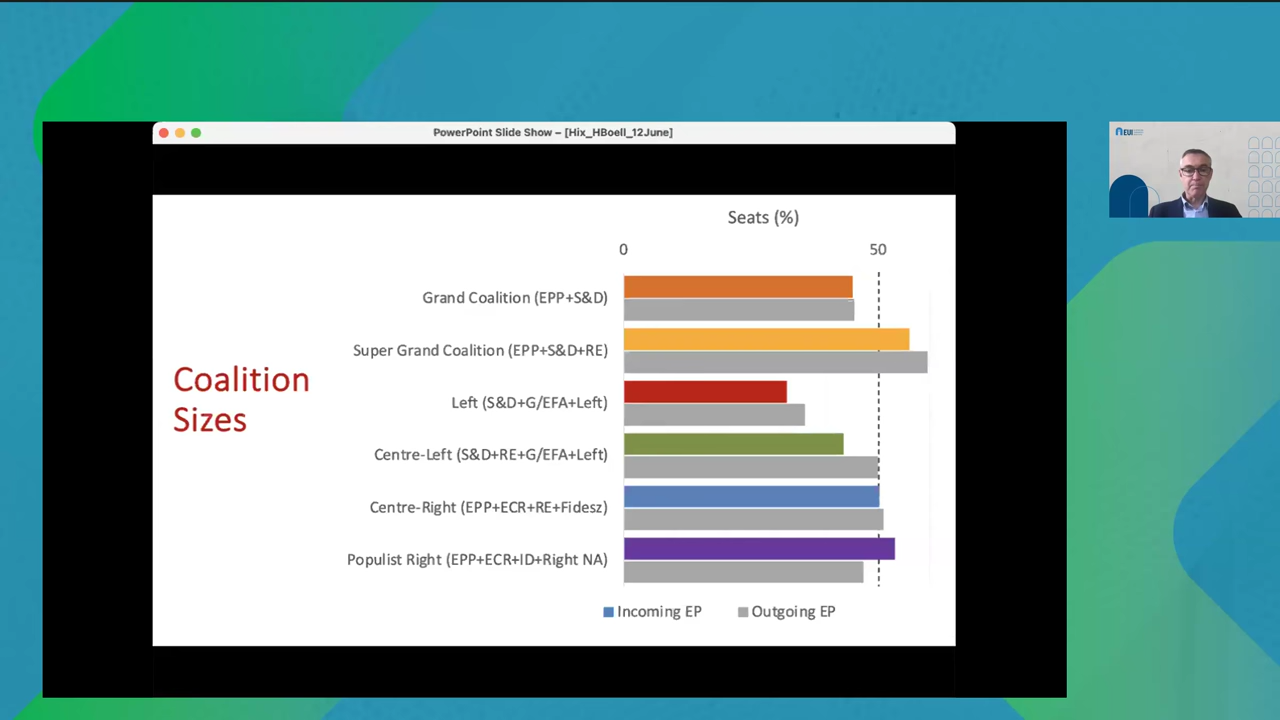 PowerPoint Slide Show – [Hix_HBoell_12June]
EUI
Seats (%)
0 50
Grand Coalition (EPP+S&D)
Super Grand Coalition (EPP+S&D+RE)
Left (S&D+G/EFA+Left)
Coalition
Sizes
Centre-Left (S&D+RE+G/EFA+Left)
Centre-Right (EPP+ECR+RE+Fidesz)
Populist Right (EPP+ECR+ID+Right NA)
Incoming EP Outgoing EP